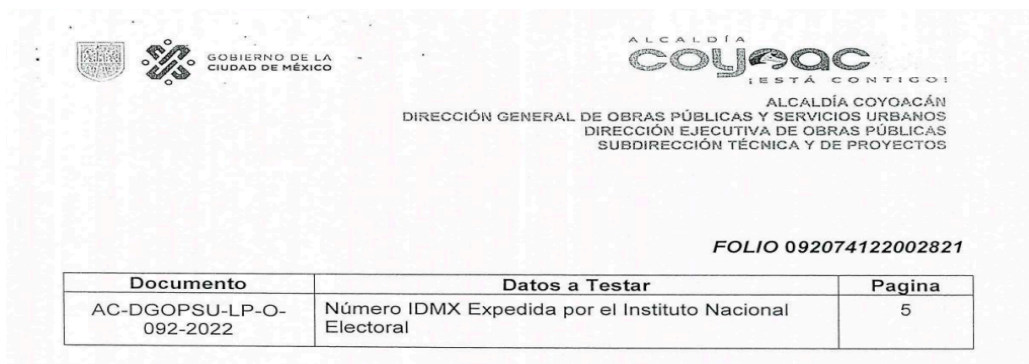 GOBIERNO DE LA
CIUDAD DE MÉXICO
ALCALDÍA
COYOAC
¡ESTÁ CONTIGO!
ALCALDÍA COYOACÁN
DIRECCIÓN GENERAL DE OBRAS PÚBLICAS Y SERVICIOS URBANOS
DIRECCIÓN EJECUTIVA DE OBRAS PÚBLICAS
SUBDIRECCIÓN TÉCNICA Y DE PROYECTOS
FOLIO 092074122002821
Documento Datos a Testar Pagina
AC-DGOPSU-LP-O- Número IDMX Expedida por el Instituto Nacional 5
092-2022 Electoral